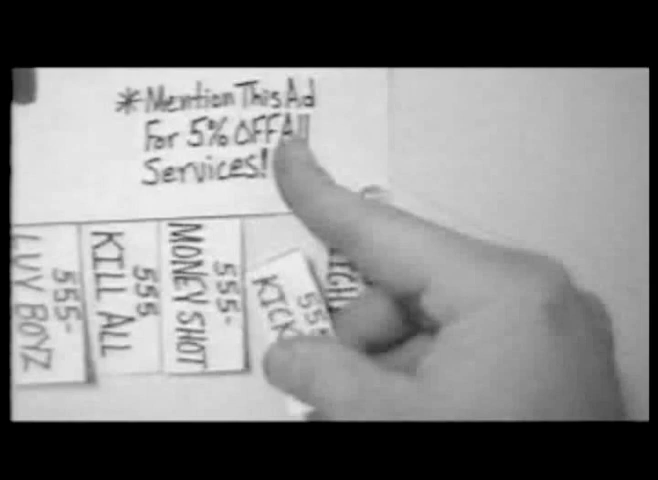 *Mention This Ad
For 5% OFF All
Services!
555-
LUV BOYZ
555
KILL ALL
555-
MONEY SHOT
555
KICK